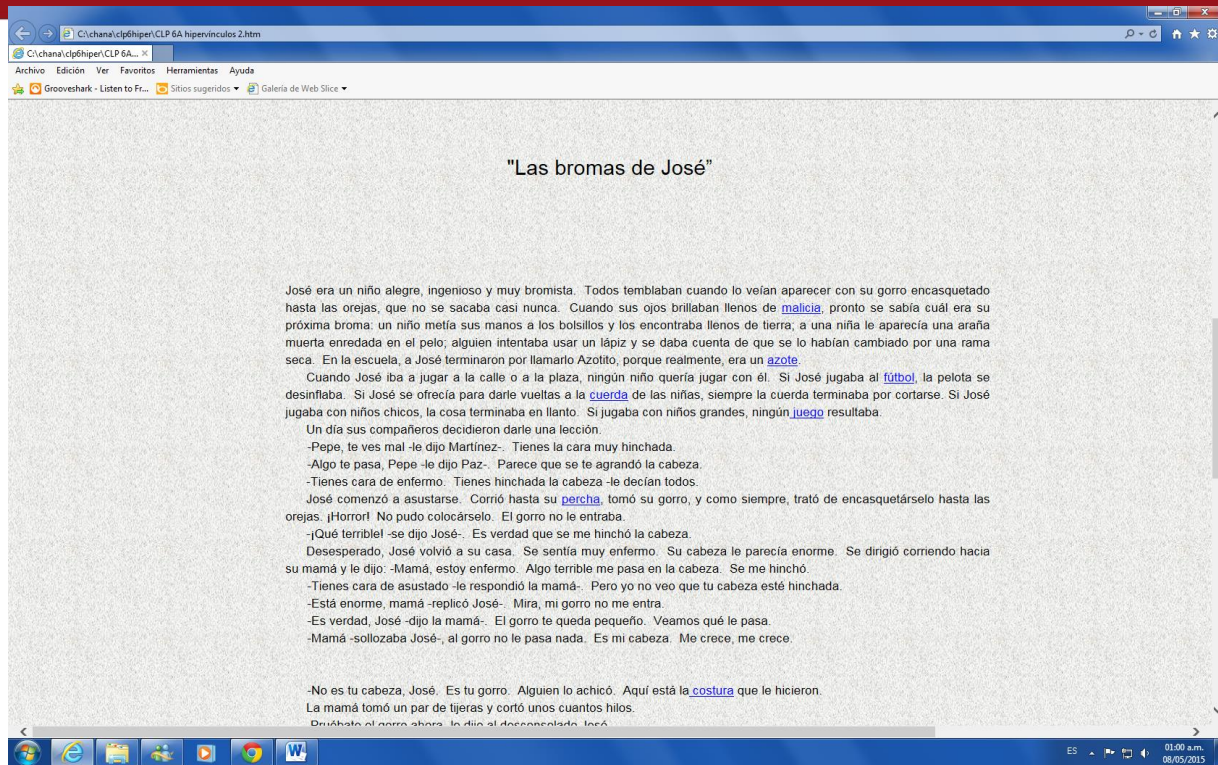 C:\chana\clp6hiper\CLP 6A hipervínculos 2.htm
C:\chana\clp6hiper\CLP 6A...
Archivo Edición Ver Favoritos Herramientas Ayuda
Grooveshark - Listen to Fr... Sitios sugeridos Galería de Web Slice
"Las bromas de José”
José era un niño alegre, ingenioso y muy bromista. Todos temblaban cuando lo veían aparecer con su gorro encasquetado
hasta las orejas, que no se sacaba casi nunca. Cuando sus ojos brillaban llenos de malicia, pronto se sabía cuál era su
próxima broma: un niño metía sus manos a los bolsillos y los encontraba llenos de tierra; a una niña le aparecía una araña
muerta enredada en el pelo; alguien intentaba usar un lápiz y se daba cuenta de que se lo habían cambiado por una rama
seca. En la escuela, a José terminaron por llamarlo Azotito, porque realmente, era un azote.
Cuando José iba a jugar a la calle o a la plaza, ningún niño quería jugar con él. Si José jugaba al fútbol, la pelota se
desinflaba. Si José se ofrecía para darle vueltas a la cuerda de las niñas, siempre la cuerda terminaba por cortarse. Si José
jugaba con niños chicos, la cosa terminaba en llanto. Si jugaba con niños grandes, ningún juego resultaba.
Un día sus compañeros decidieron darle una lección.
-Pepe, te ves mal -le dijo Martínez-. Tienes la cara muy hinchada.
-Algo te pasa, Pepe -le dijo Paz-. Parece que se te agrandó la cabeza.
-Tienes cara de enfermo. Tienes hinchada la cabeza -le decían todos.
José comenzó a asustarse. Corrió hasta su percha, tomó su gorro, y como siempre, trató de encasquetárselo hasta las
orejas. ¡Horror! No pudo colocárselo. El gorro no le entraba.
-¡Qué terrible! -se dijo José-. Es verdad que se me hinchó la cabeza.
Desesperado, José volvió a su casa. Se sentía muy enfermo. Su cabeza le parecía enorme. Se dirigió corriendo hacia
su mamá y le dijo: -Mamá, estoy enfermo. Algo terrible me pasa en la cabeza. Se me hinchó.
-Tienes cara de asustado -le respondió la mamá-. Pero yo no veo que tu cabeza esté hinchada.
-Está enorme, mamá -replicó José-. Mira, mi gorro no me entra.
-Es verdad, José -dijo la mamá-. El gorro te queda pequeño. Veamos qué le pasa.
-Mamá -sollozaba José-, al gorro no le pasa nada. Es mi cabeza. Me crece, me crece.
-No es tu cabeza, José. Es tu gorro. Alguien lo achicó. Aquí está la costura que le hicieron.
La mamá tomó un par de tijeras y cortó unos cuantos hilos.
-Pruébate el gorro ahora -le dijo al desconsolado José.
ES 01:00 a.m.
08/05/2015